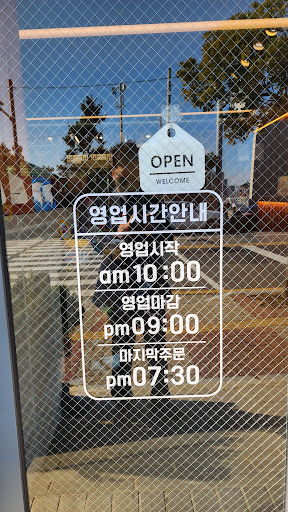 OPEN
WELCOME
영업시간안내
영업시작
am10:00
영업마감
pm09:00
마지막주문
pm07:30